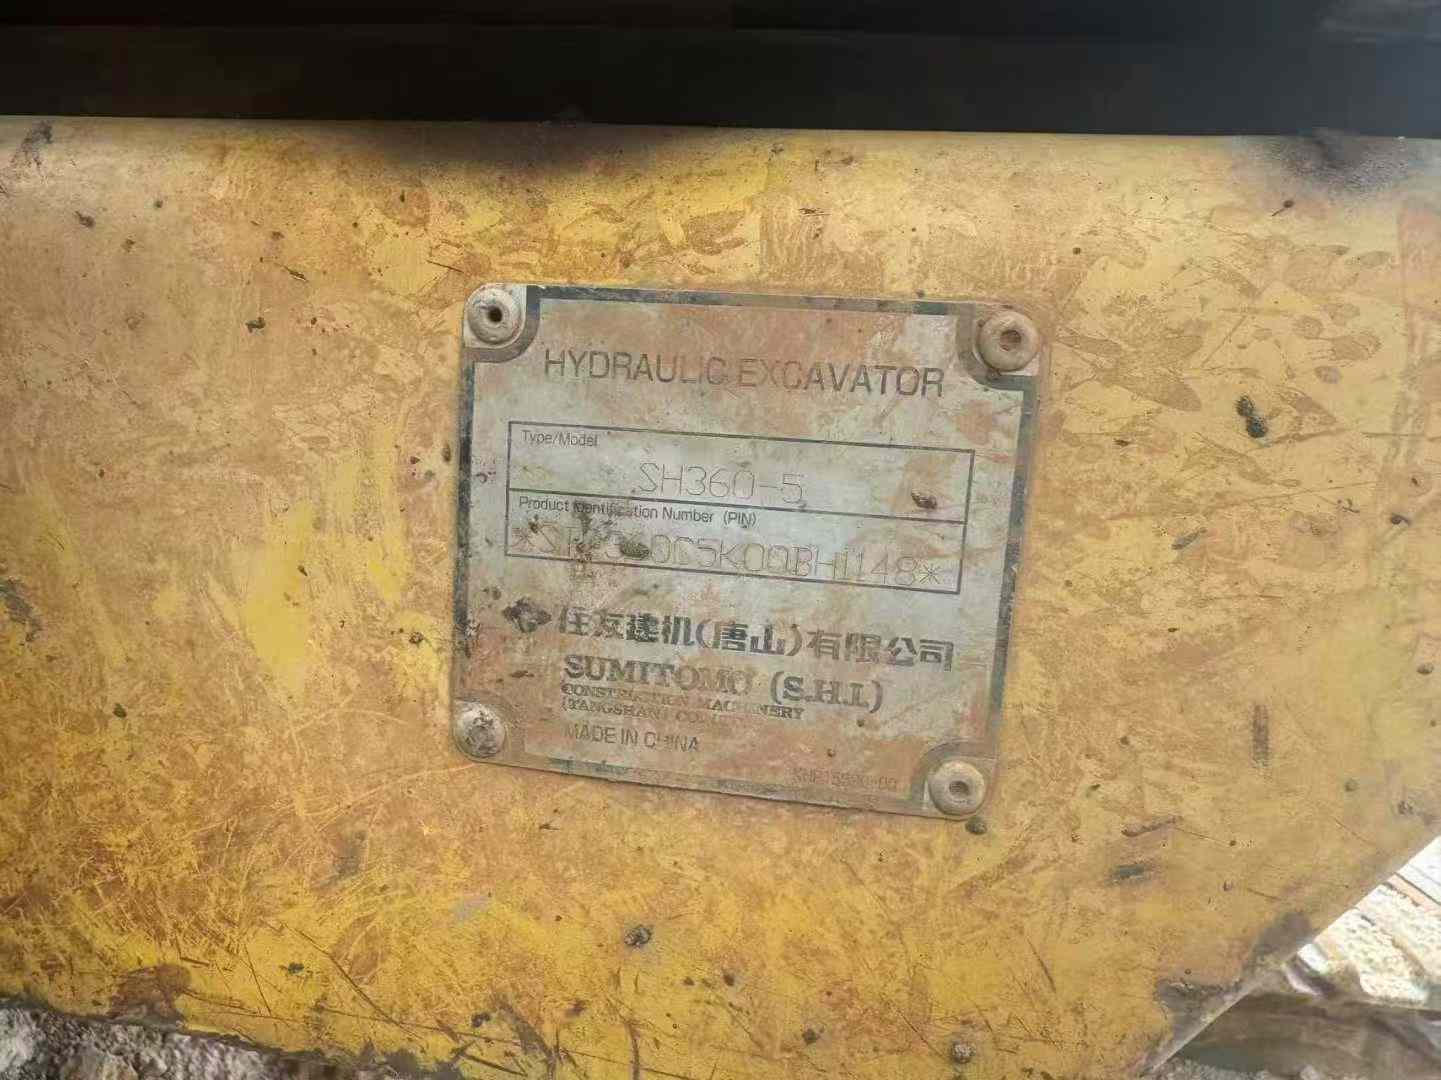 HYDRAULIC EXCAVATOR
Type/Model
SH360-5
Product Identification Number (PIN)
住友建机(唐山)有限公司
SUMITOMO (S.H.I.)
CONSTRUCTION MACHINERY
(TANGSHAN)
MADE IN CHINA